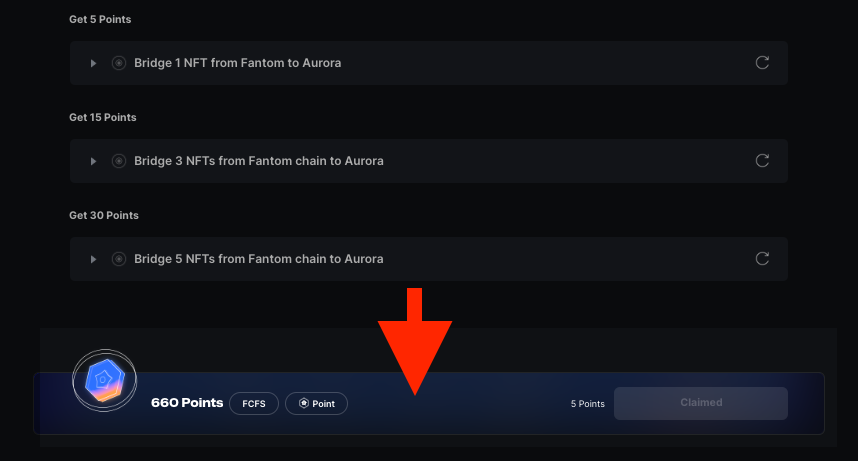 Get 5 Points
Bridge 1 NFT from Fantom to Aurora
Get 15 Points
Bridge 3 NFTs from Fantom chain to Aurora
Get 30 Points
Bridge 5 NFTs from Fantom chain to Aurora
660 Points FCFS Point 5 Points Claimed